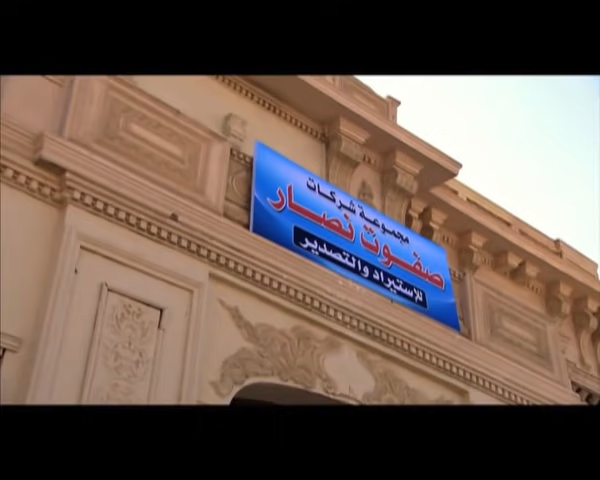 مجموعة شركات
صفوت نصار
للإستيراد والتصدير